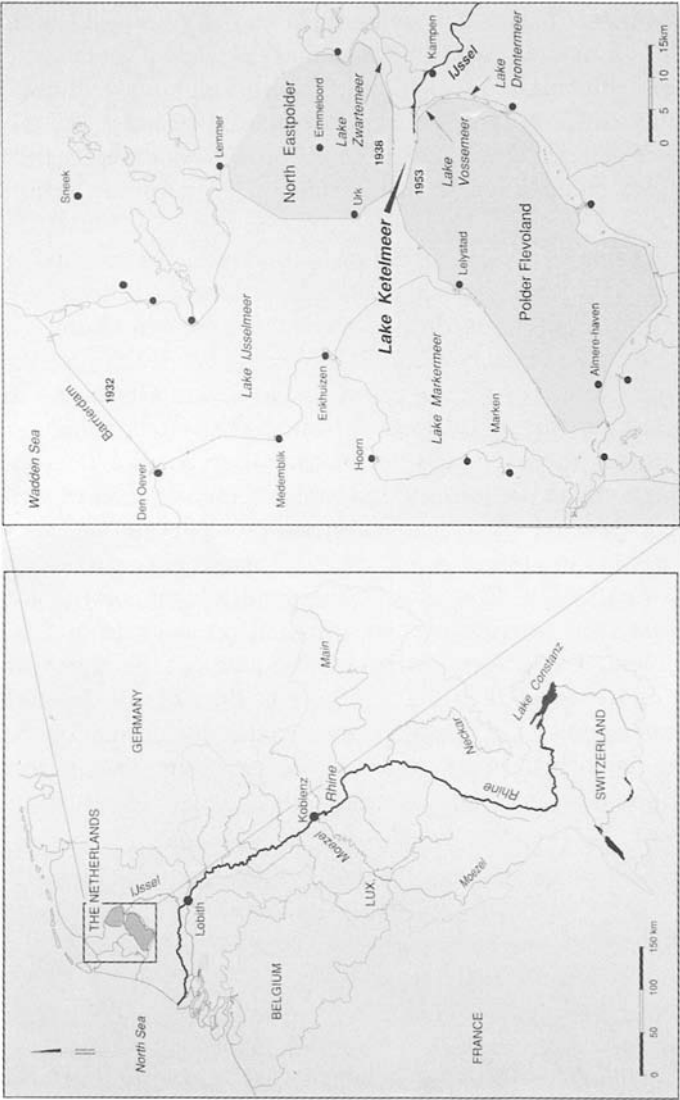 North Sea
THE NETHERLANDS
IJssel
GERMANY
Lobith
BELGIUM
Koblenz
Rhine
Main
Moezel
LUX.
Moezel
Neckar
Rhine
FRANCE
Lake Constanz
SWITZERLAND
0 50 100 150 km
Wadden Sea
Barrierdam
1932
Den Oever
Sneek
Lemmer
Medemblik
Lake IJsselmeer
Enkhuizen
North Eastpolder
Emmeloord
Urk
Lake
Zwartemeer
1938
Hoorn
Lake Ketelmeer
1953
Kampen
IJssel
Lake
Vossemeer
Lake
Drontermeer
Lake Markermeer
Marken
Lelystad
Polder Flevoland
Almere-haven
0 5 10 15km